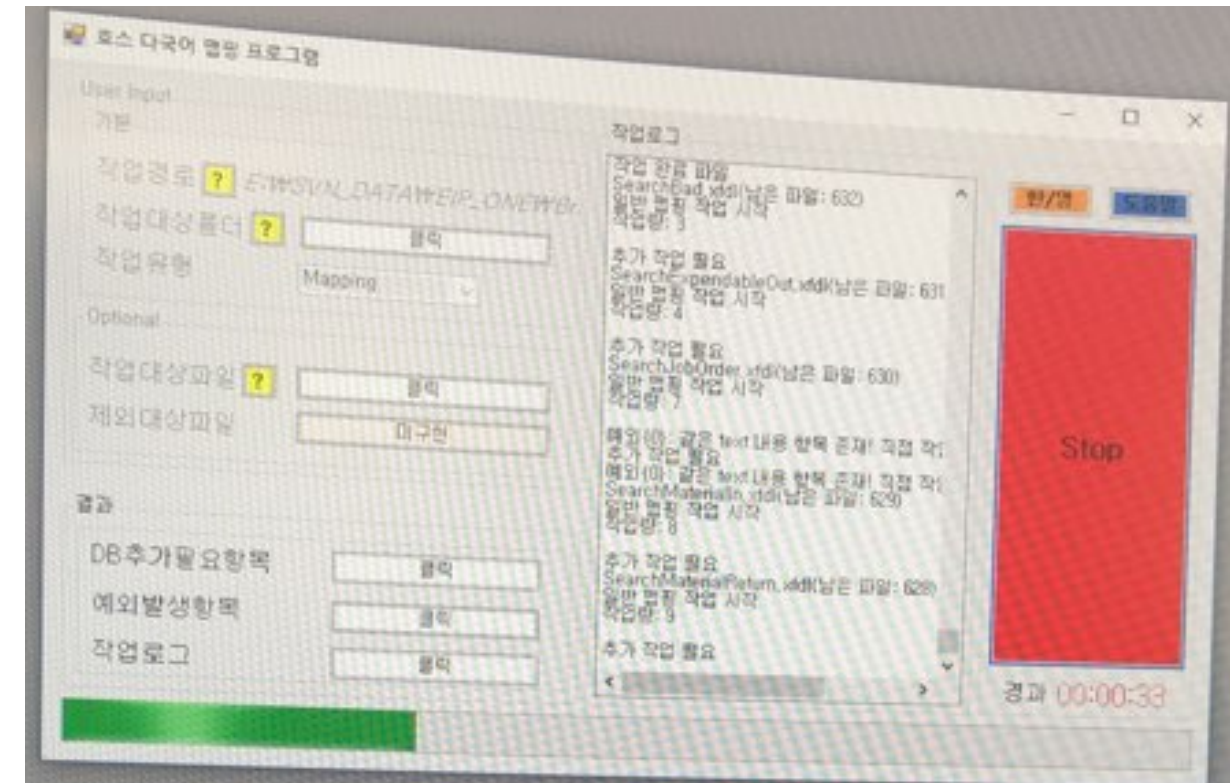 호스 다국어 맵핑 프로그램
User Input
기본
작업경로 ? E:₩SVN_DATA₩EIP_ONE₩Br
작업대상폴더 ? 클릭
작업유형 Mapping
Optional
작업대상파일 ? 클릭
제외대상파일 미구현
결과
DB추가필요항목 클릭
예외발생항목 클릭
작업로그 클릭
작업로그
작업 완료 파일
SearchBad.xfdl(남은 파일: 632)
일반 맵핑 작업 시작
작업량: 3
추가 작업 필요
SearchExpendableOut.xfdl(남은 파일: 631
일반 맵핑 작업 시작
작업량: 4
추가 작업 필요
SearchJobOrder.xfdl(남은 파일: 630)
일반 맵핑 작업 시작
작업량: 7
예외(0): 같은 text 내용 항목 존재! 직접 작
추가 작업 필요
예외(0): 같은 text 내용 항목 존재! 직접 작
SearchMaterialIn.xfdl(남은 파일: 629)
일반 맵핑 작업 시작
작업량: 8
추가 작업 필요
SearchMaterialReturn.xfdl(남은 파일: 628)
일반 맵핑 작업 시작
작업량: 9
추가 작업 필요
한/영 도움말
Stop
경과 00:00:33